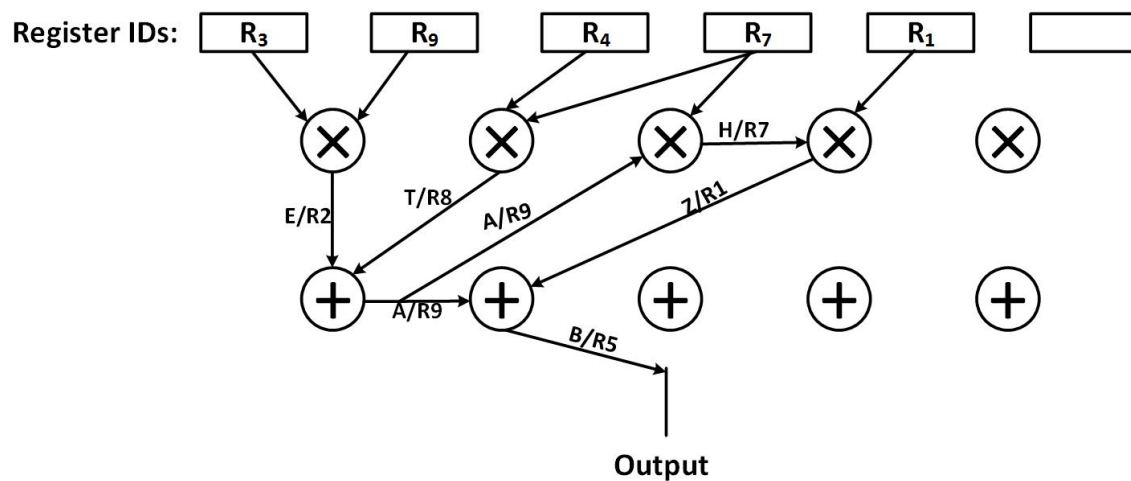 Register IDs: R₃ R₉ R₄ R₇ R₁
H/R7
E/R2 T/R8 A/R9 Z/R1
A/R9
B/R5
Output